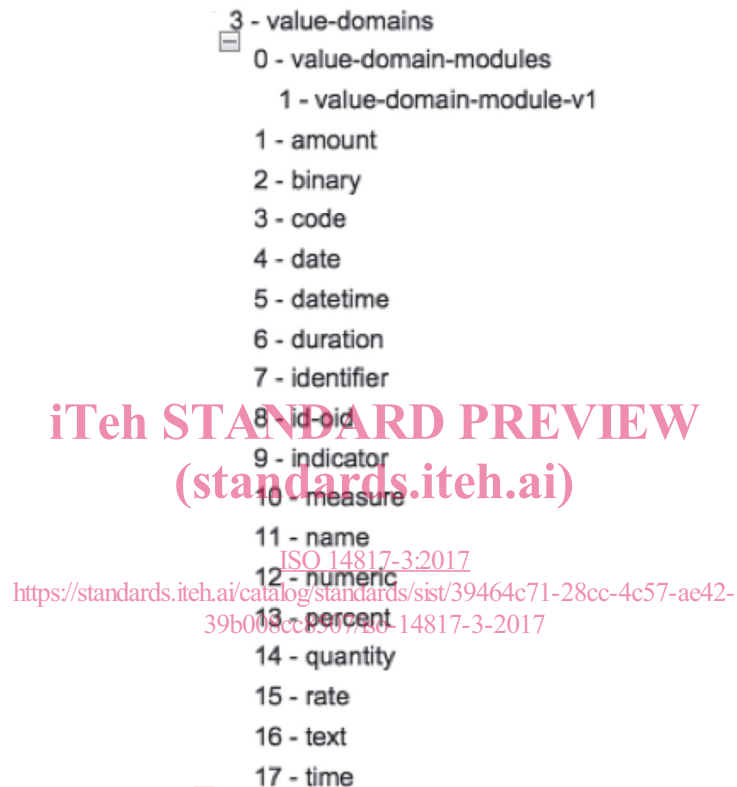 3 - value-domains
0 - value-domain-modules
1 - value-domain-module-v1
1 - amount
2 - binary
3 - code
4 - date
5 - datetime
6 - duration
7 - identifier
iTeh STANDARD PREVIEW
8 - id-oid
9 - indicator
(standards.iteh.ai)
10 - measure
11 - name
ISO 14817-3:2017
12 - numeric
https://standards.iteh.ai/catalog/standards/sist/39464c71-28cc-4c57-ae42-
13 - percent
14817-3-2017
14 - quantity
15 - rate
16 - text
17 - time